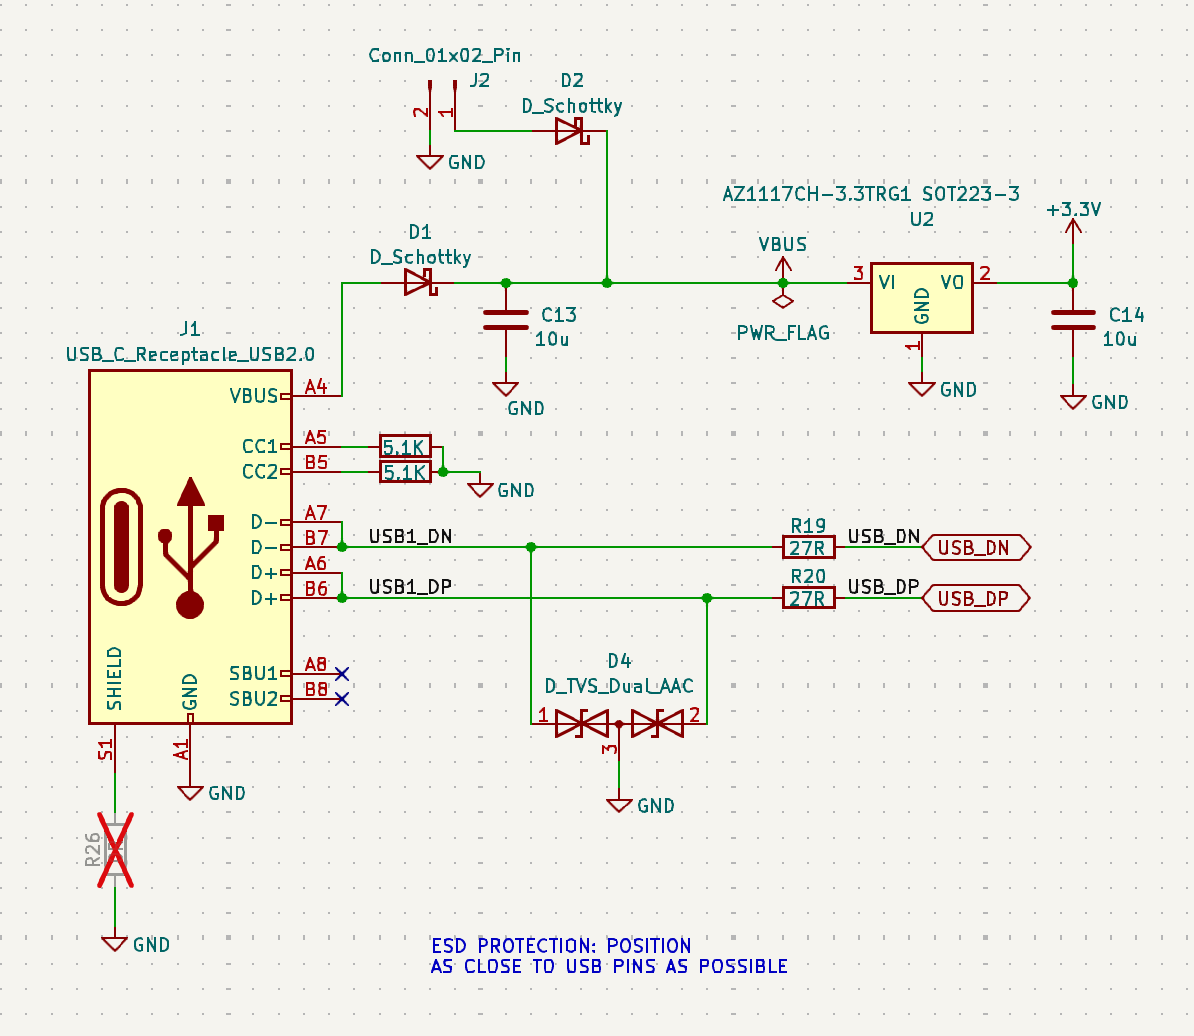 Conn_01x02_Pin
J2
2
1
GND
D2
D_Schottky
D1
D_Schottky
AZ1117CH-3.3TRG1 SOT223-3
U2
+3.3V
VBUS
3
VI
VO
2
GND
1
PWR_FLAG
C13
10u
GND
GND
C14
10u
GND
J1
USB_C_Receptacle_USB2.0
VBUS
A4
CC1
A5
5.1K
CC2
B5
5.1K
GND
D-
A7
D-
B7
USB1_DN
R19
27R
USB_DN
USB_DN
D+
A6
D+
B6
USB1_DP
R20
27R
USB_DP
USB_DP
SBU1
A8
SBU2
B8
SHIELD
GND
S1
A1
GND
D4
D_TVS_Dual_AAC
1
2
3
GND
R26
GND
ESD PROTECTION: POSITION
AS CLOSE TO USB PINS AS POSSIBLE